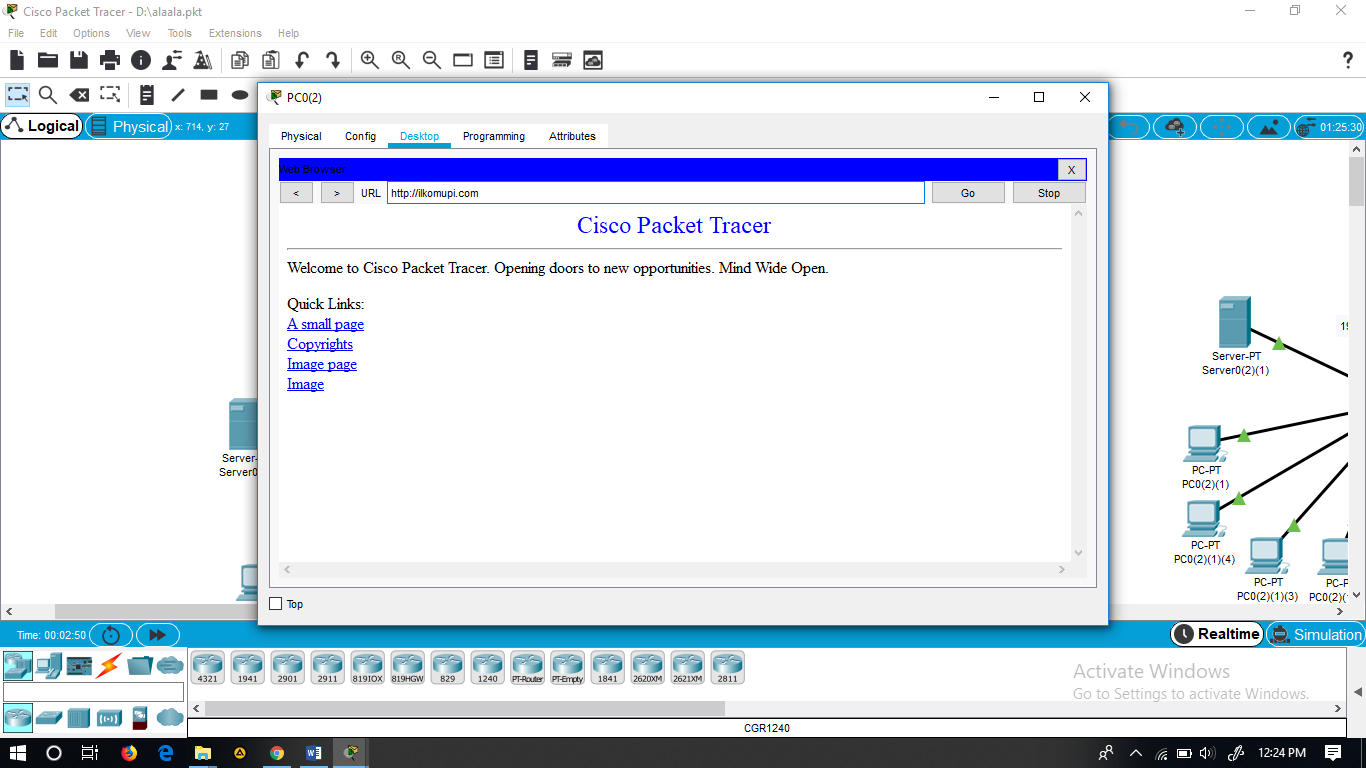 Cisco Packet Tracer - D:\alaala.pkt
File Edit Options View Tools Extensions Help
Logical Physical x: 714, y: 27
01:25:30
PC0(2)
Physical Config Desktop Programming Attributes
Web Browser X
< > URL http://ilkomupi.com Go Stop
Cisco Packet Tracer
Welcome to Cisco Packet Tracer. Opening doors to new opportunities. Mind Wide Open.
Quick Links:
A small page
Copyrights
Image page
Image
Top
Server-
Server0
19
Server-PT
Server0(2)(1)
PC-PT
PC0(2)(1)
PC-PT
PC0(2)(1)(4)
PC-PT
PC0(2)(1)(3)
PC-P
PC0(2)(
Time: 00:02:50
Realtime Simulation
4321 1941 2901 2911 819IOX 819HGW 829 1240 PT-Router PT-Empty 1841 2620XM 2621XM 2811
CGR1240
Activate Windows
Go to Settings to activate Windows.
12:24 PM